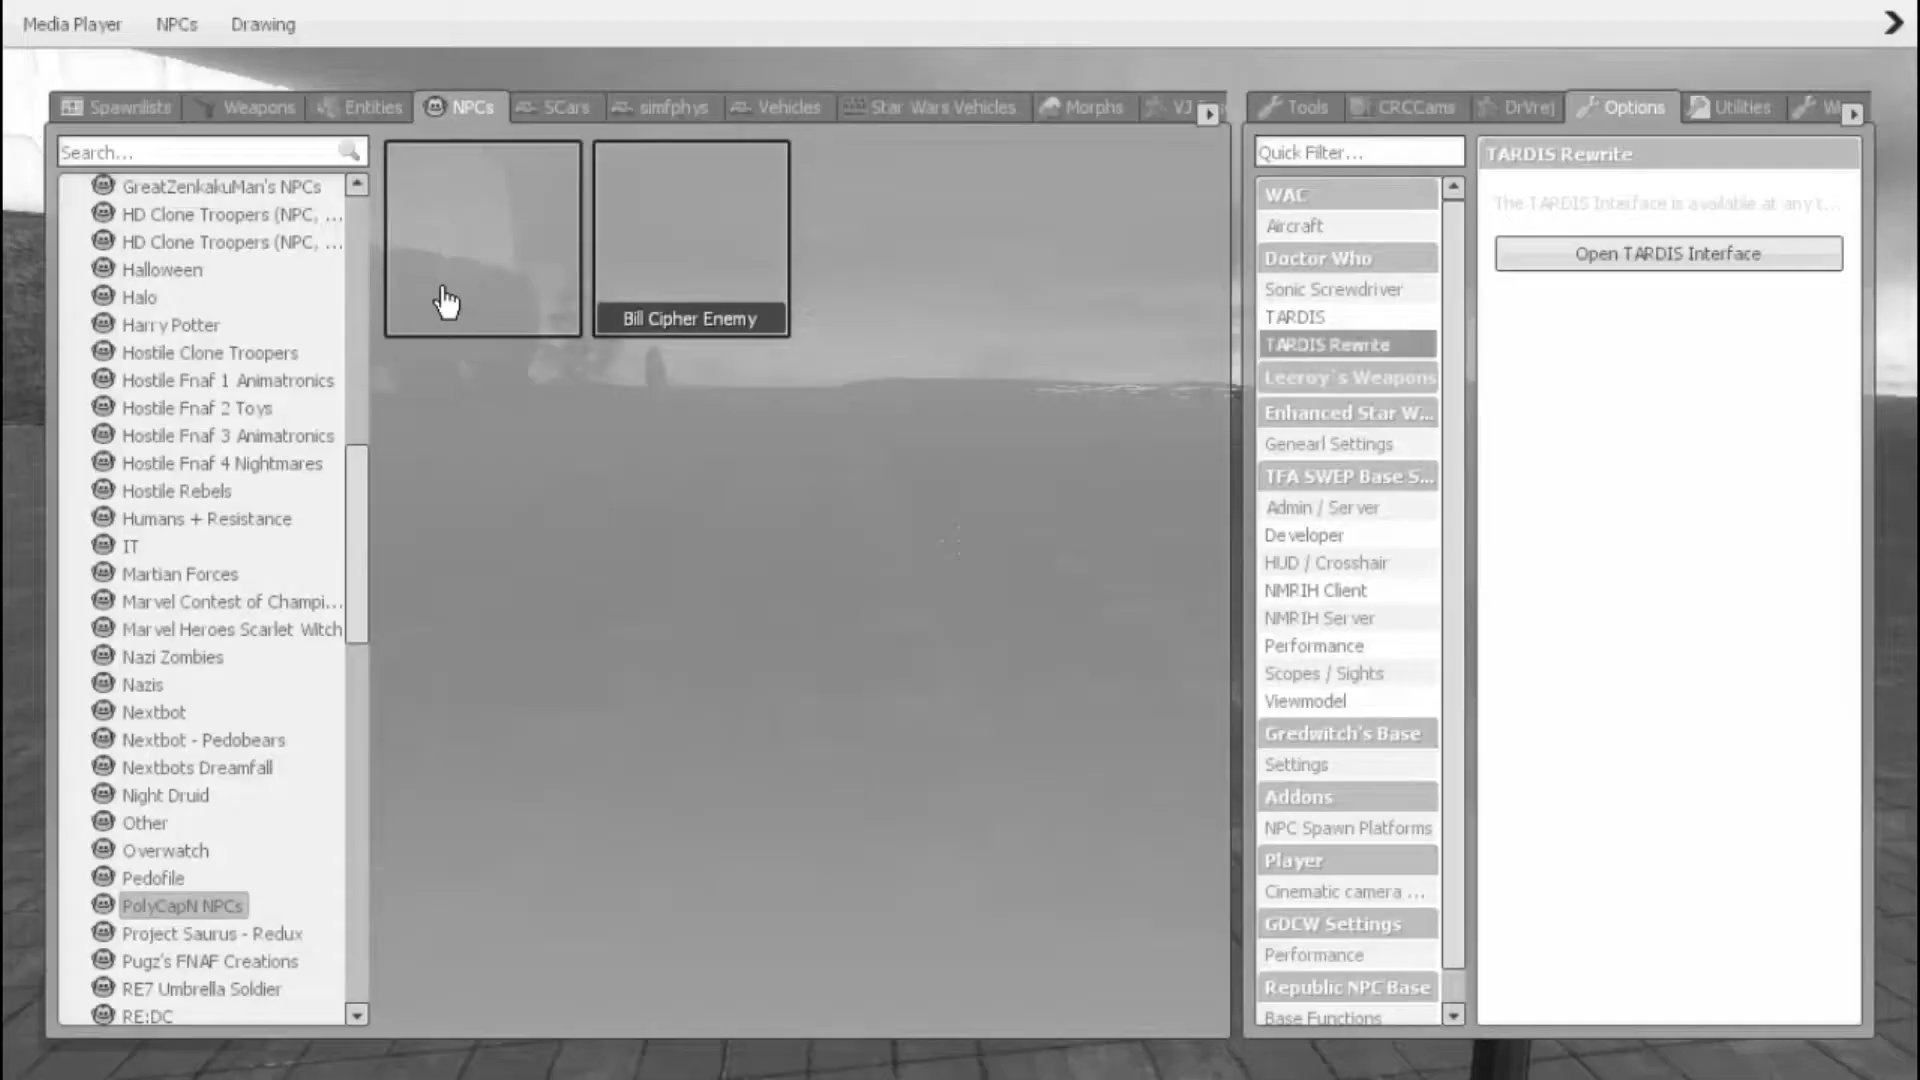 Media Player NPCs Drawing
Spawnlists Weapons Entities NPCs SCars simfphys Vehicles Star Wars Vehicles Morphs VJ
Search...
GreatZenkakuMan's NPCs
HD Clone Troopers (NPC, ...
HD Clone Troopers (NPC, ...
Halloween
Halo
Harry Potter
Hostile Clone Troopers
Hostile Fnaf 1 Animatronics
Hostile Fnaf 2 Toys
Hostile Fnaf 3 Animatronics
Hostile Fnaf 4 Nightmares
Hostile Rebels
Humans + Resistance
IT
Martian Forces
Marvel Contest of Champi...
Marvel Heroes Scarlet Witch
Nazi Zombies
Nazis
Nextbot
Nextbot - Pedobears
Nextbots Dreamfall
Night Druid
Other
Overwatch
Pedofile
PolyCapN NPCs
Project Saurus - Redux
Pugz's FNAF Creations
RE7 Umbrella Soldier
RE:DC
Bill Cipher Enemy
Tools CRCCams DrVrej Options Utilities W
Quick Filter...
WAC
Aircraft
Doctor Who
Sonic Screwdriver
TARDIS
TARDIS Rewrite
Leeroy`s Weapons
Enhanced Star W...
Genearl Settings
TFA SWEP Base S...
Admin / Server
Developer
HUD / Crosshair
NMRIH Client
NMRIH Server
Performance
Scopes / Sights
Viewmodel
Gredwitch's Base
Settings
Addons
NPC Spawn Platforms
Player
Cinematic camera ...
GDCW Settings
Performance
Republic NPC Base
Base Functions
TARDIS Rewrite
The TARDIS Interface is available at any t...
Open TARDIS Interface